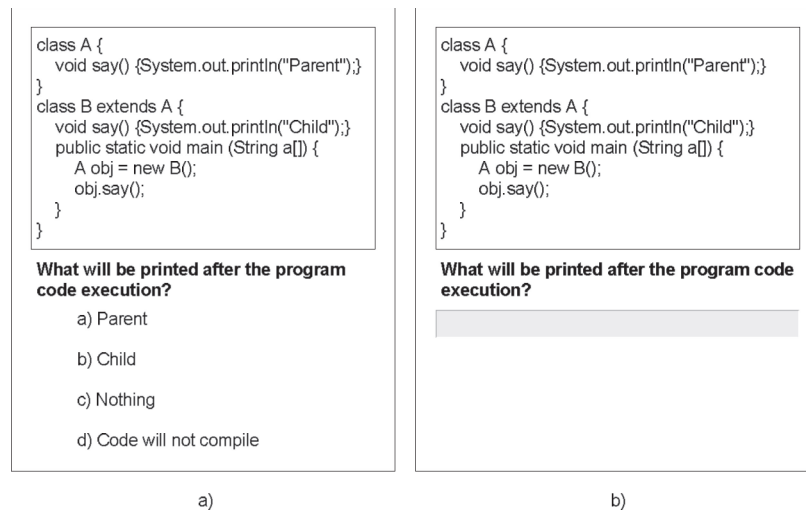 class A {
void say() {System.out.println("Parent");}
}
class B extends A {
void say() {System.out.println("Child");}
public static void main (String a[]) {
A obj = new B();
obj.say();
}
}
What will be printed after the program
code execution?
a) Parent
b) Child
c) Nothing
d) Code will not compile
a)
class A {
void say() {System.out.println("Parent");}
}
class B extends A {
void say() {System.out.println("Child");}
public static void main (String a[]) {
A obj = new B();
obj.say();
}
}
What will be printed after the program code
execution?
b)